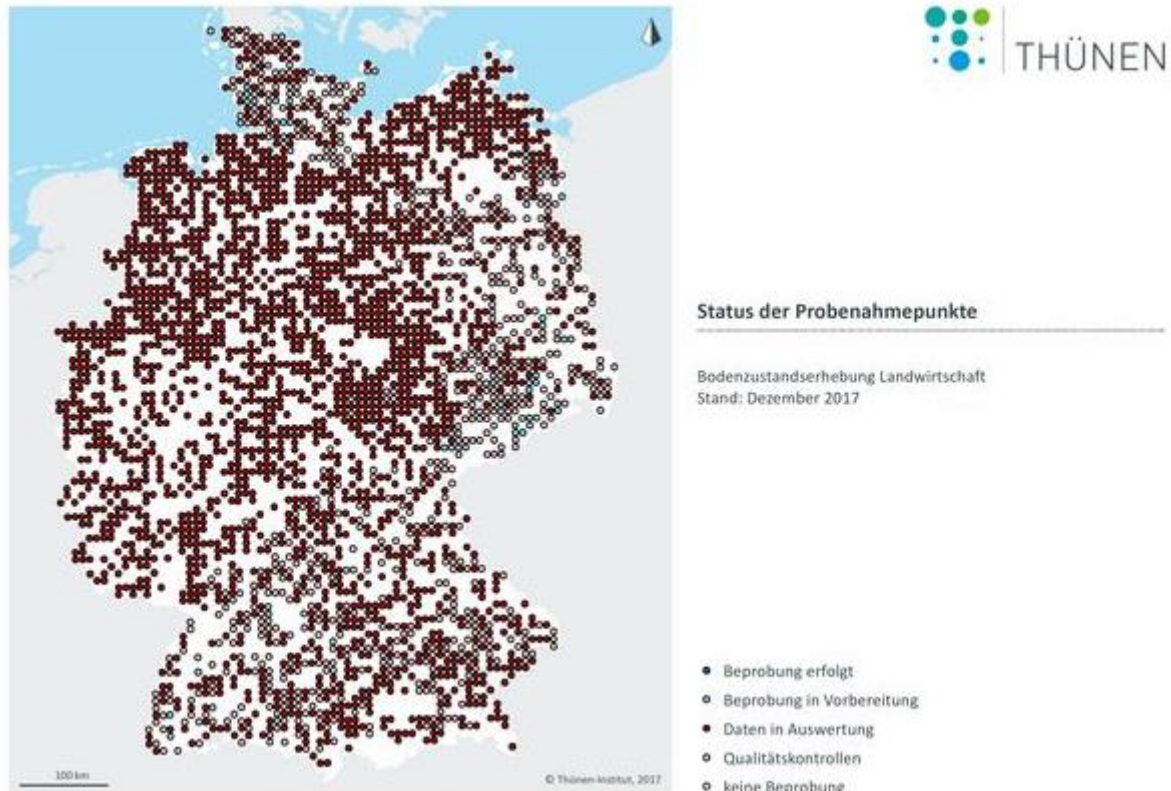 THÜNEN
Status der Probenahmepunkte
Bodenzustandserhebung Landwirtschaft
Stand: Dezember 2017
Beprobung erfolgt
Beprobung in Vorbereitung
Daten in Auswertung
Qualitätskontrollen
keine Beprobung
100 km
© Thünen-Institut, 2017